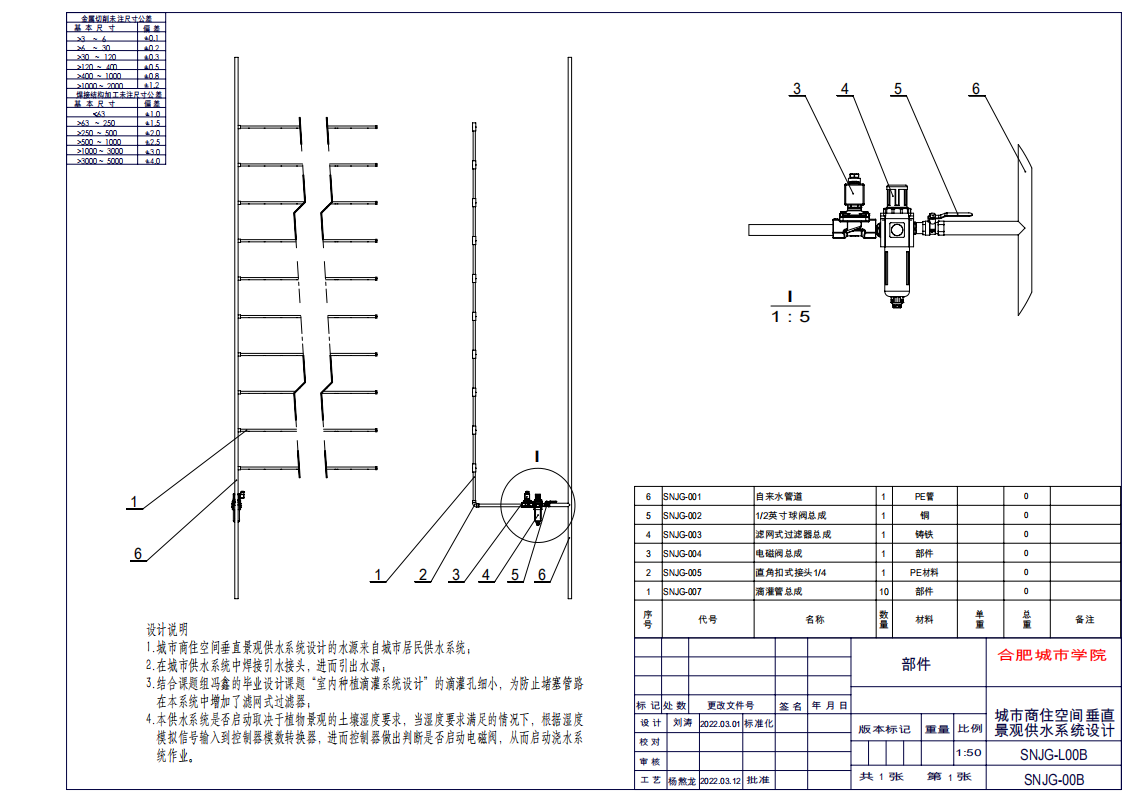 金属切削未注尺寸公差
基 本 尺 寸 偏 差
>3 ~ 6 ±0.1
>6 ~ 30 ±0.2
>30 ~ 120 ±0.3
>120 ~ 400 ±0.5
>400 ~ 1000 ±0.8
>1000 ~ 2000 ±1.2
焊接结构加工未注尺寸公差
基 本 尺 寸 偏 差
≤63 ±1.0
>63 ~ 250 ±1.5
>250 ~ 500 ±2.0
>500 ~ 1000 ±2.5
>1000 ~ 3000 ±3.0
>3000 ~ 5000 ±4.0
3 4 5 6
I
1 : 5
I
1
6
1 2 3 4 5 6
设计说明
1.城市商住空间垂直景观供水系统设计的水源来自城市居民供水系统;
2.在城市供水系统中焊接引水接头,进而引出水源;
3.结合课题组冯鑫的毕业设计课题“室内种植滴灌系统设计”的滴灌孔细小,为防止堵塞管路
在本系统中增加了滤网式过滤器;
4.本供水系统是否启动取决于植物景观的土壤湿度要求,当湿度要求满足的情况下,根据湿度
模拟信号输入到控制器模数转换器,进而控制器做出判断是否启动电磁阀,从而启动浇水系
统作业。
6 SNJG-001 自来水管道 1 PE管 0
5 SNJG-002 1/2英寸球阀总成 1 铜 0
4 SNJG-003 滤网式过滤器总成 1 铸铁 0
3 SNJG-004 电磁阀总成 1 部件 0
2 SNJG-005 直角扣式接头1/4 1 PE材料 0
1 SNJG-007 滴灌管总成 10 部件 0
序号 代号 名称 数量 材料 单重 总重 备注
部件
合肥城市学院
标 记 处 数 更改文件号 签 名 年 月 日
设 计 刘涛 2022.03.01 标准化
校 对
审 核
工 艺 杨熬龙 2022.03.12 批准
版本标记 重量 比例
1:50
共 1 张 第 1 张
城市商住空间垂直
景观供水系统设计
SNJG-L00B
SNJG-00B